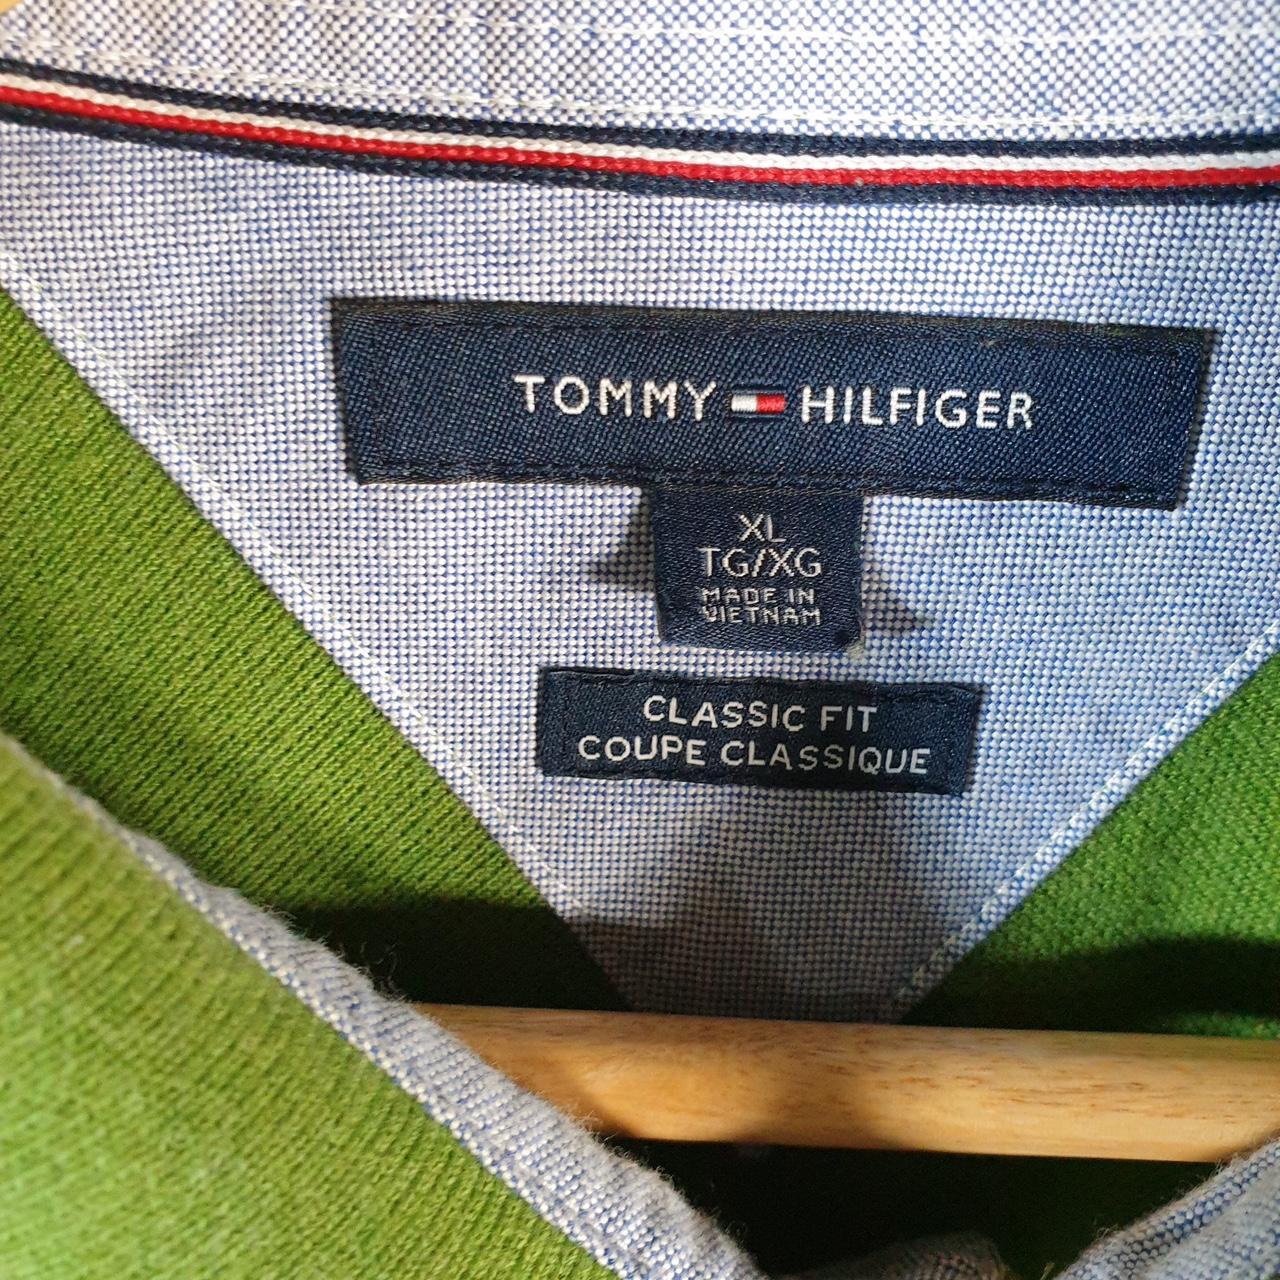 TOMMY HILFIGER
XL
TG/XG
MADE IN
VIETNAM
CLASSIC FIT
COUPE CLASSIQUE